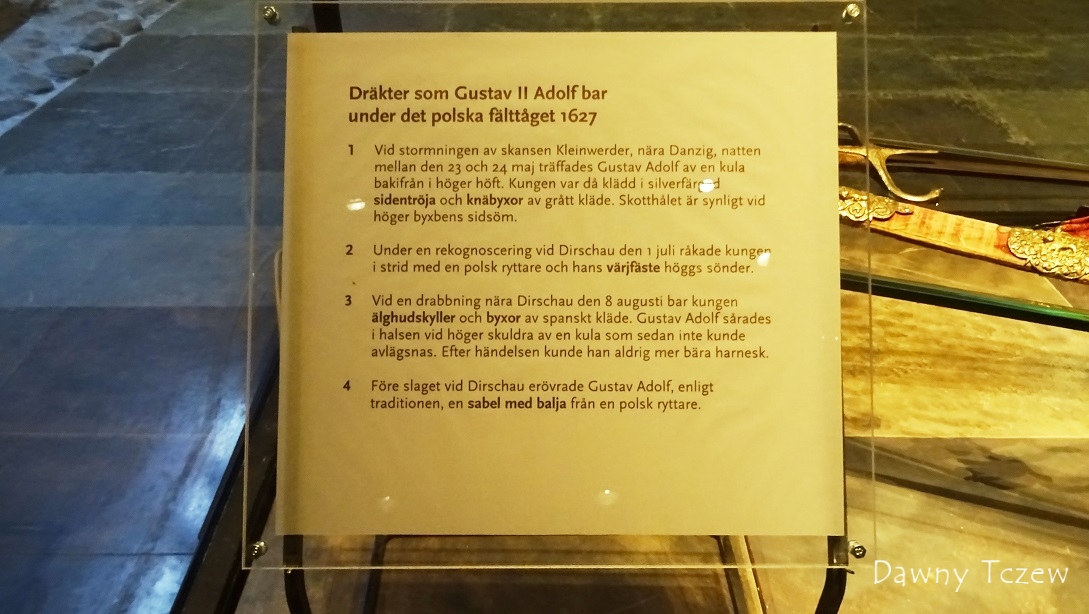 Dräkter som Gustav II Adolf bar
under det polska fälttåget 1627
1 Vid stormningen av skansen Kleinwerder, nära Danzig, natten
mellan den 23 och 24 maj träffades Gustav Adolf av en kula
bakifrån i höger höft. Kungen var då klädd i silverfärgad
sidentröja och knäbyxor av grått kläde. Skotthålet är synligt vid
höger byxbens sidsöm.
2 Under en rekognoscering vid Dirschau den 1 juli råkade kungen
i strid med en polsk ryttare och hans värjfäste höggs sönder.
3 Vid en drabbning nära Dirschau den 8 augusti bar kungen
älghudskyller och byxor av spanskt kläde. Gustav Adolf sårades
i halsen vid höger skuldra av en kula som sedan inte kunde
avlägsnas. Efter händelsen kunde han aldrig mer bära harnesk.
4 Före slaget vid Dirschau erövrade Gustav Adolf, enligt
traditionen, en sabel med balja från en polsk ryttare.
Dawny Tczew